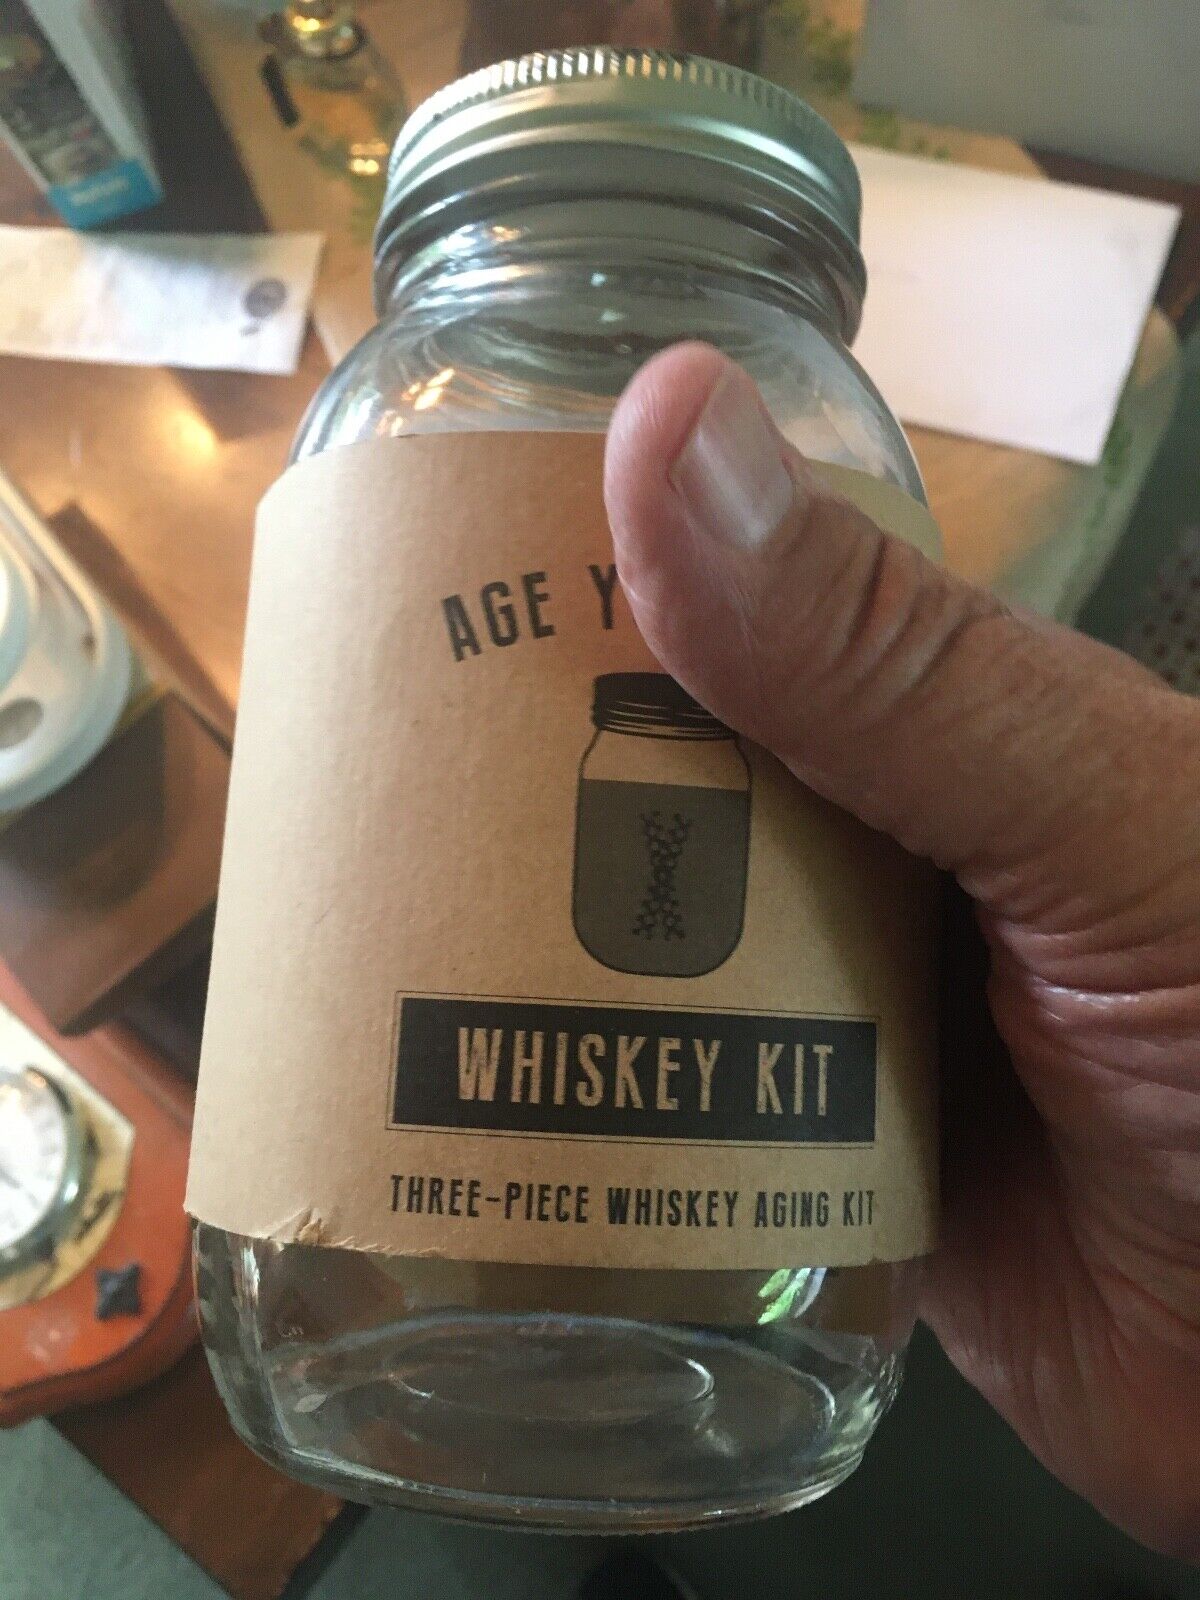 AGE Y
WHISKEY KIT
THREE-PIECE WHISKEY AGING KIT